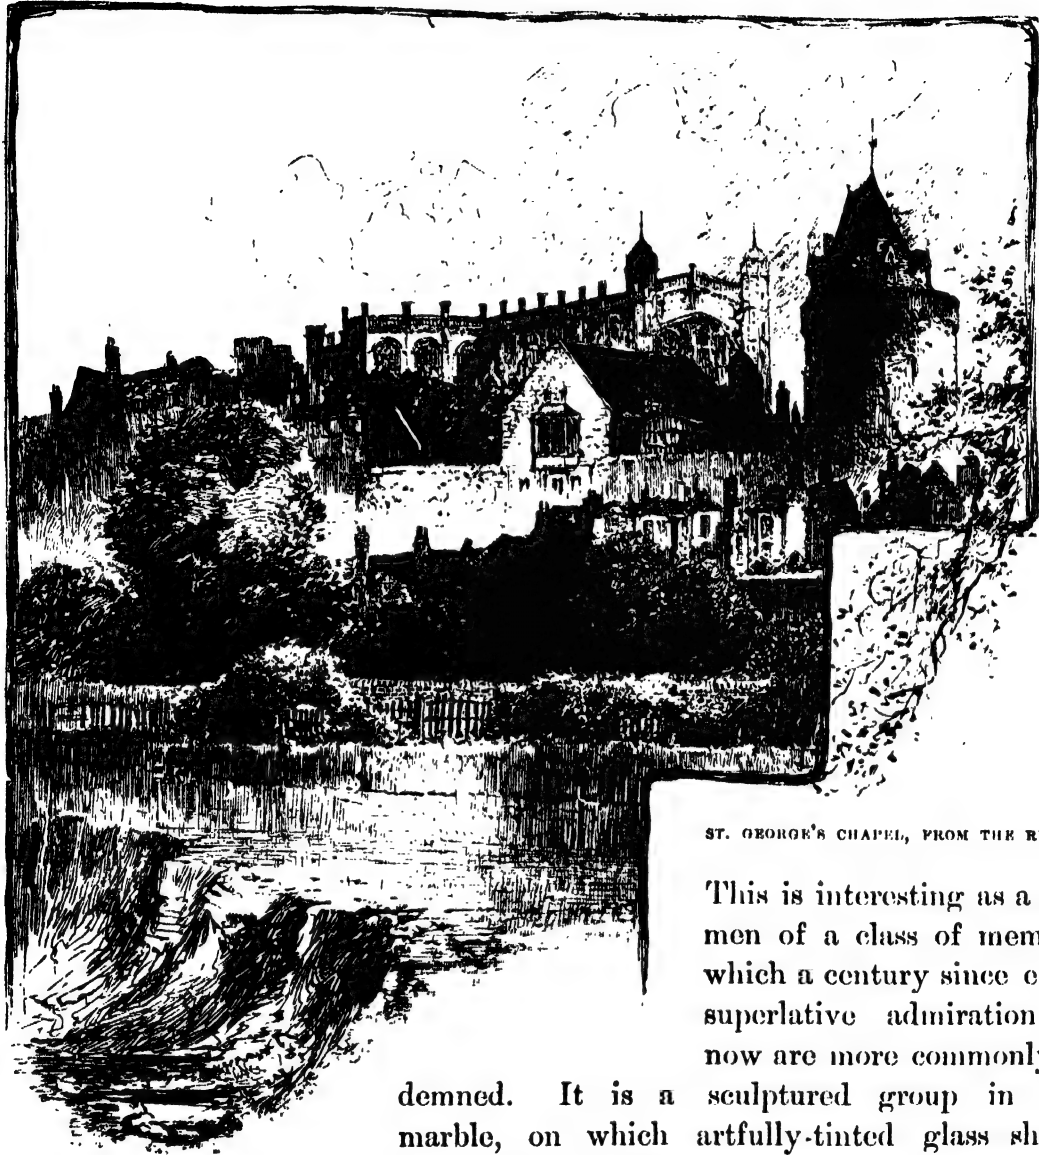 ST. GEORGE'S CHAPEL, FROM THE R
This is interesting as a
men of a class of mem
which a century since e
superlative admiration
now are more commonly
demned. It is a sculptured group in
marble, on which artfully-tinted glass sh